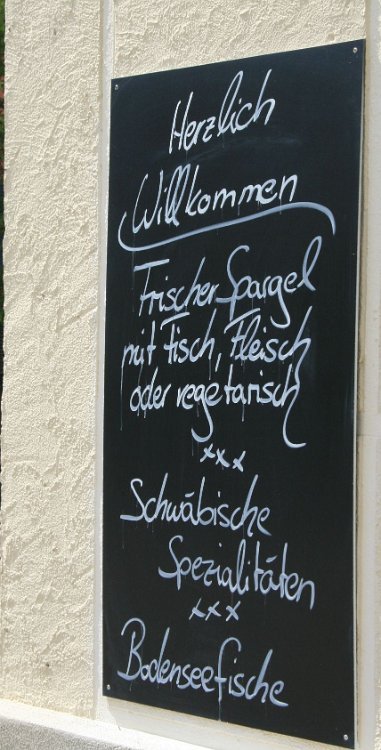 Herzlich
Willkommen
Frischer Spargel
mit Fisch, Fleisch
oder vegetarisch
xxx
Schwäbische
Spezialitäten
xxx
Bodenseefische